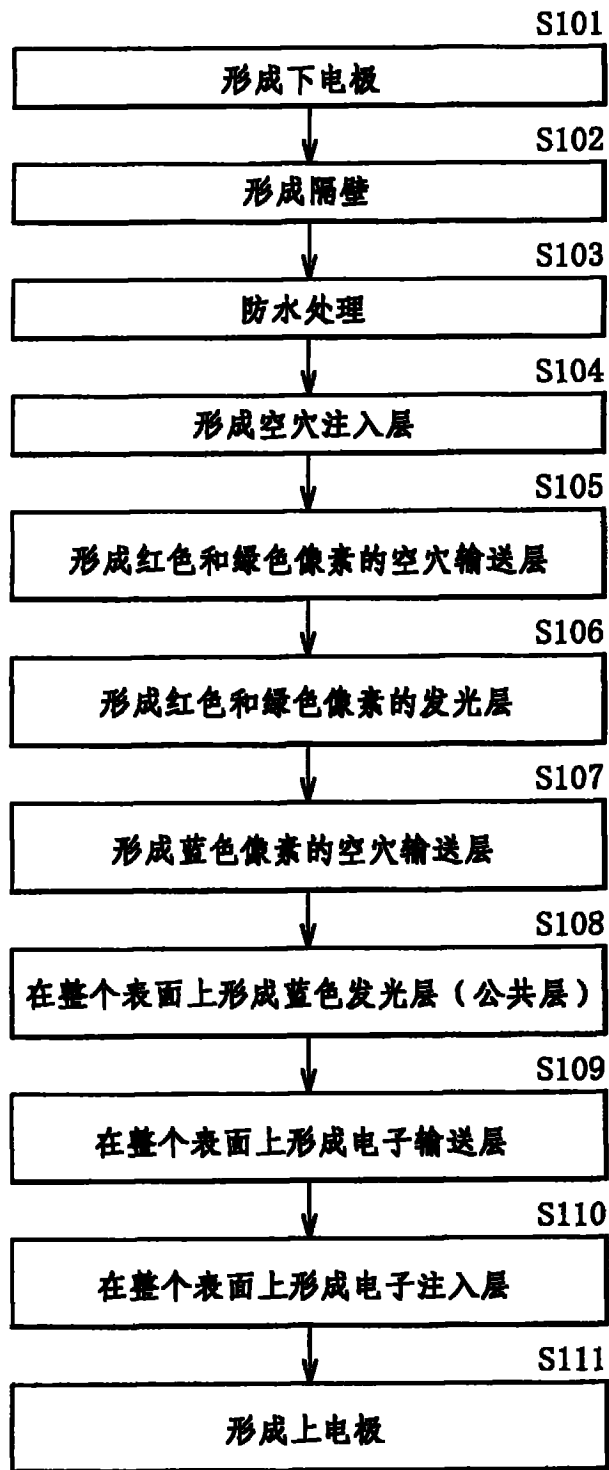 S101
形成下电极
S102
形成隔壁
S103
防水处理
S104
形成空穴注入层
S105
形成红色和绿色像素的空穴输送层
S106
形成红色和绿色像素的发光层
S107
形成蓝色像素的空穴输送层
S108
在整个表面上形成蓝色发光层（公共层）
S109
在整个表面上形成电子输送层
S110
在整个表面上形成电子注入层
S111
形成上电极